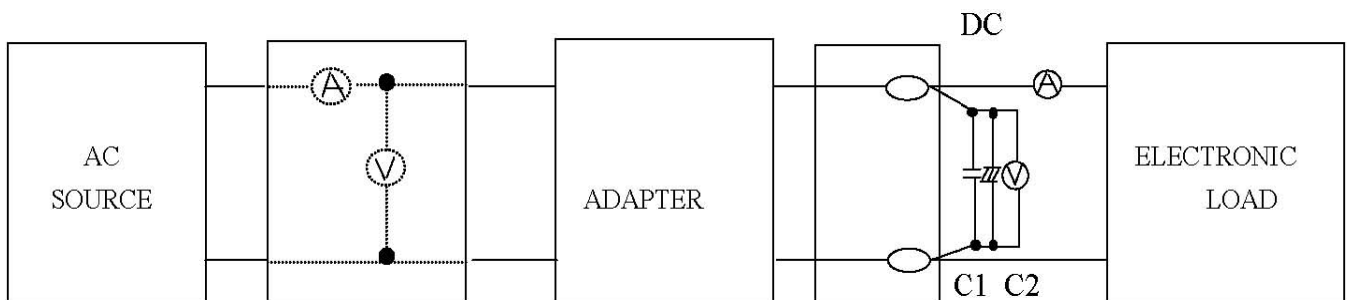 DC
A
A
AC
SOURCE
V
ADAPTER
V
ELECTRONIC
LOAD
C1 C2